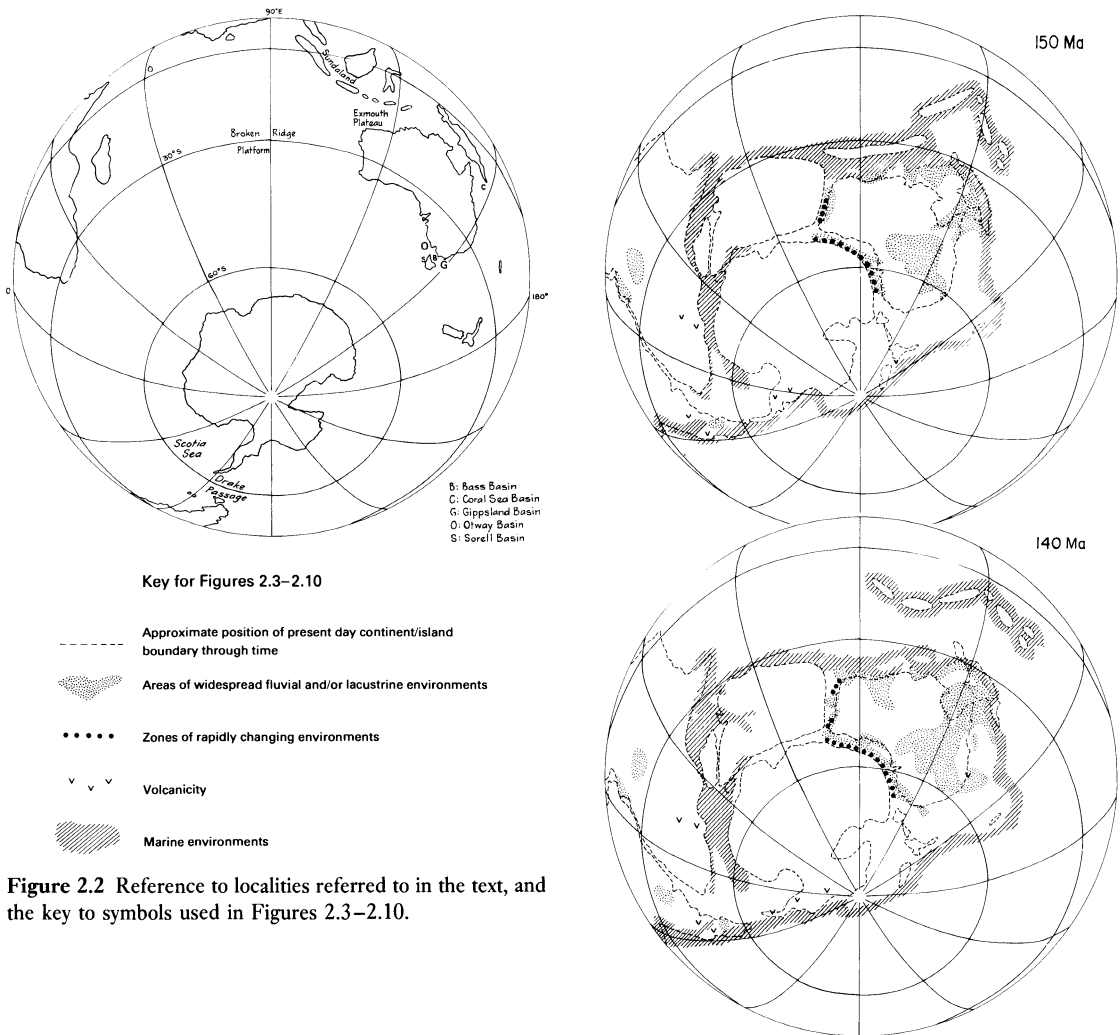 90°E
0
Sundaland
Exmouth
Plateau
Broken Ridge
Platform
30°S
C
O
B
S
G
60°S
0
180°
Scotia
Sea
Drake
Passage
B: Bass Basin
C: Coral Sea Basin
G: Gippsland Basin
O: Otway Basin
S: Sorell Basin
Key for Figures 2.3–2.10
Approximate position of present day continent/island
boundary through time
Areas of widespread fluvial and/or lacustrine environments
Zones of rapidly changing environments
Volcanicity
Marine environments
Figure 2.2 Reference to localities referred to in the text, and
the key to symbols used in Figures 2.3–2.10.
150 Ma
140 Ma